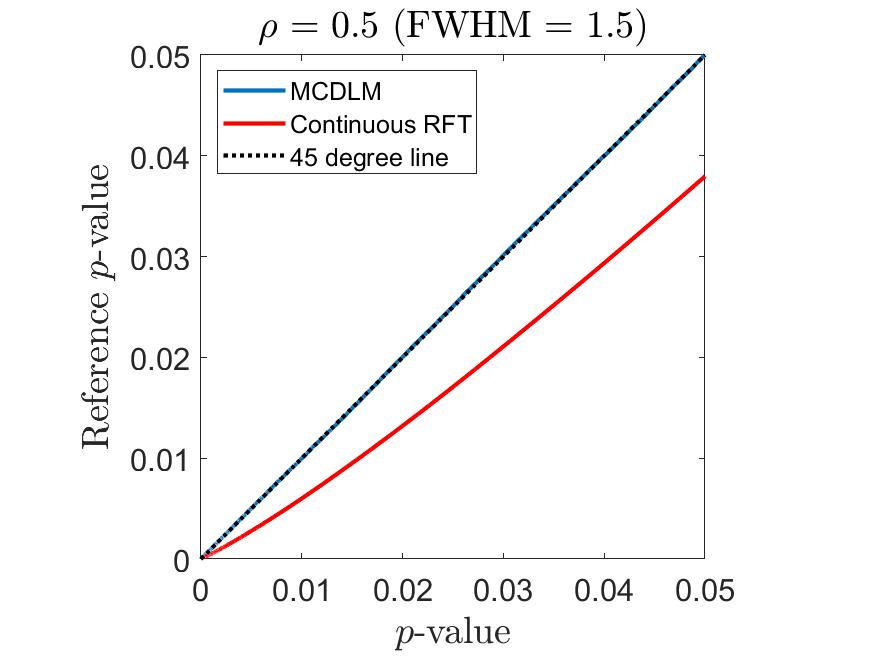 ρ = 0.5 (FWHM = 1.5)
MCDLM
Continuous RFT
45 degree line
Reference p-value
0.05
0.04
0.03
0.02
0.01
0
0 0.01 0.02 0.03 0.04 0.05
p-value